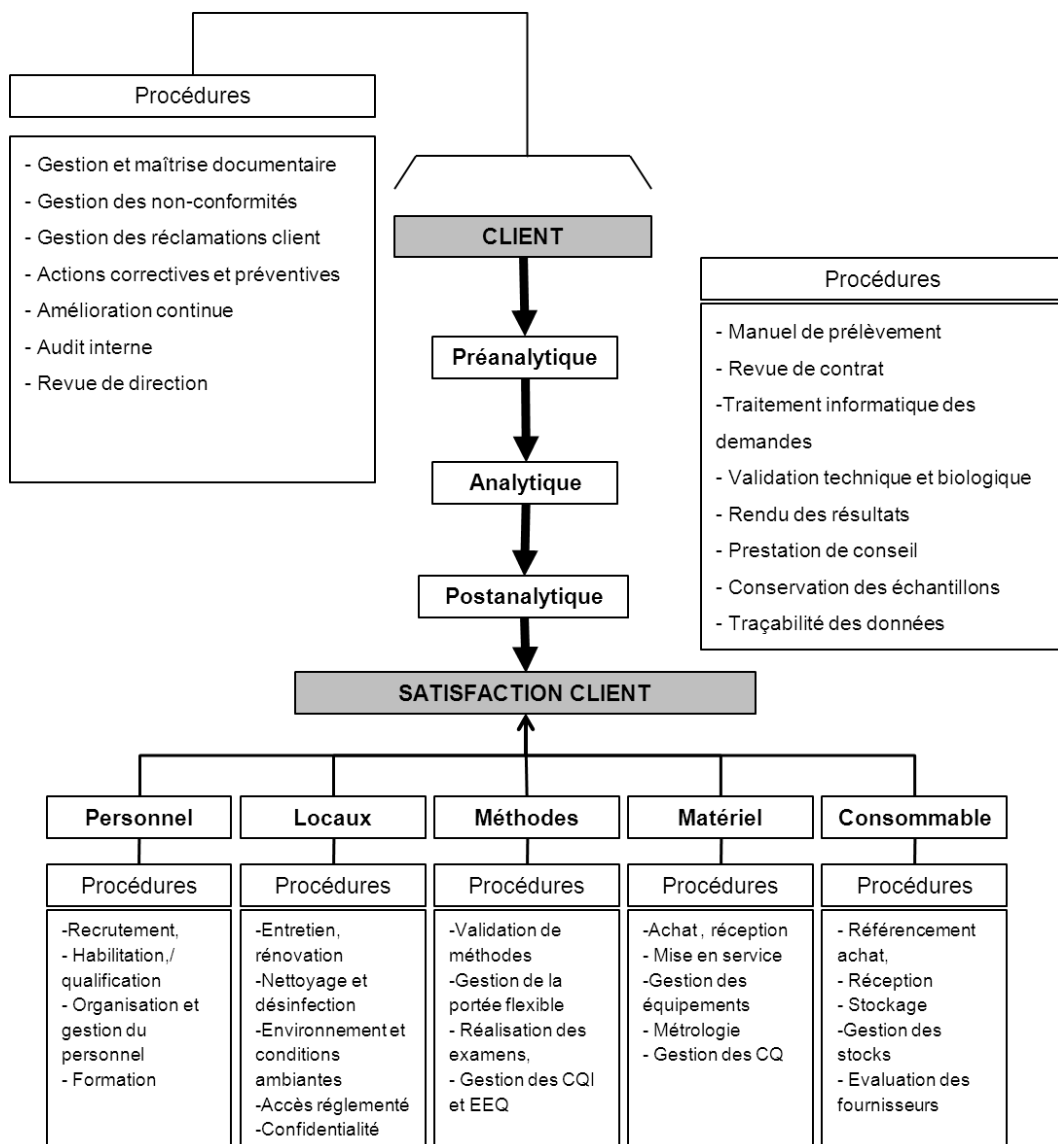 Procédures
- Gestion et maîtrise documentaire
- Gestion des non-conformités
- Gestion des réclamations client
- Actions correctives et préventives
- Amélioration continue
- Audit interne
- Revue de direction
CLIENT
Préanalytique
Analytique
Postanalytique
SATISFACTION CLIENT
Procédures
- Manuel de prélèvement
- Revue de contrat
-Traitement informatique des
demandes
- Validation technique et biologique
- Rendu des résultats
- Prestation de conseil
- Conservation des échantillons
- Traçabilité des données
Personnel
Procédures
-Recrutement,
- Habilitation,/
qualification
- Organisation et
gestion du
personnel
- Formation
Locaux
Procédures
-Entretien,
rénovation
-Nettoyage et
désinfection
-Environnement et
conditions
ambiantes
-Accès réglementé
-Confidentialité
Méthodes
Procédures
-Validation de
méthodes
-Gestion de la
portée flexible
- Réalisation des
examens,
- Gestion des CQI
et EEQ
Matériel
Procédures
-Achat , réception
- Mise en service
-Gestion des
équipements
- Métrologie
- Gestion des CQ
Consommable
Procédures
- Référencement
achat,
- Réception
- Stockage
-Gestion des
stocks
- Evaluation des
fournisseurs